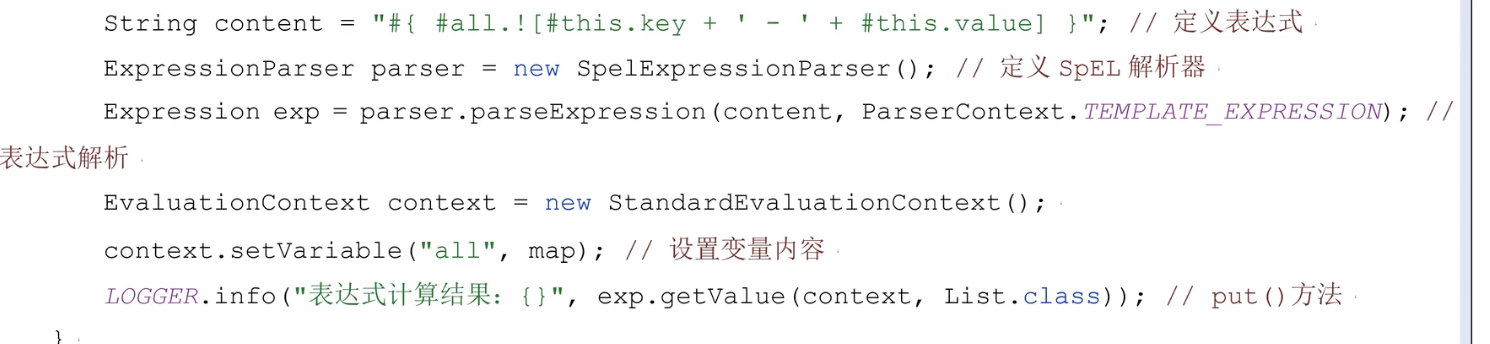 String content = "#{ #all.![#this.key + ' - ' + #this.value] }"; // 定义表达式
ExpressionParser parser = new SpelExpressionParser(); // 定义 SpEL 解析器
Expression exp = parser.parseExpression(content, ParserContext.TEMPLATE_EXPRESSION); //
表达式解析
EvaluationContext context = new StandardEvaluationContext();
context.setVariable("all", map); // 设置变量内容
LOGGER.info("表达式计算结果：{}", exp.getValue(context, List.class)); // put()方法
}